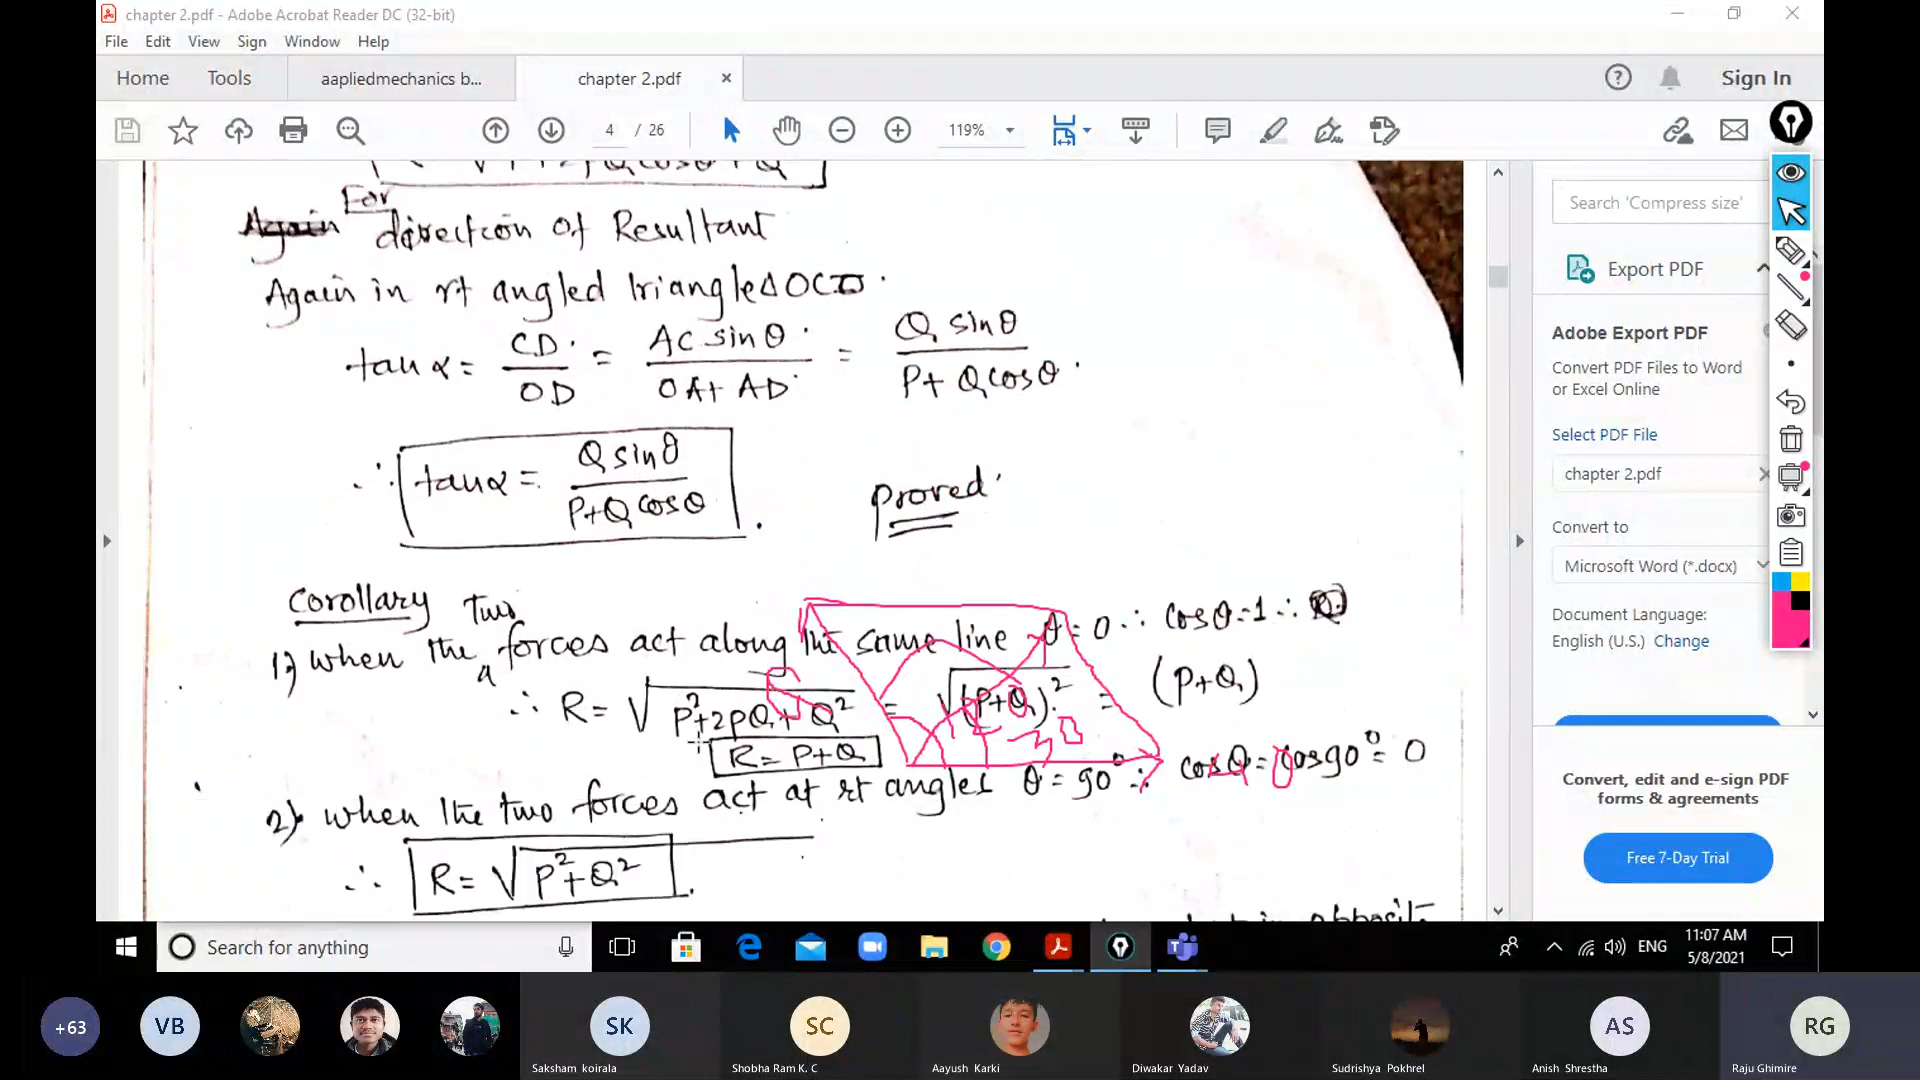 chapter 2.pdf - Adobe Acrobat Reader DC (32-bit)
File Edit View Sign Window Help
Home Tools aapliedmechanics b... chapter 2.pdf × Sign In
4 / 26 119%
For
Again direction of Resultant
Again in rt angled triangle Δ OCD.
tan α = CD/OD = AC sin θ/OA + AD = Q sin θ/P + Q cos θ.
∴ tan α = Q sin θ/P + Q cos θ. proved.
Corollary
1.) when the two forces act along the same line θ = 0 ∴ cos θ = 1 ∴
∴ R = √P² + 2PQ + Q² = √(P+Q)² = (P+Q)
R = P+Q
2) when the two forces act at rt angles θ = 90° ∴ cos θ = cos 90° = 0
∴ R = √P² + Q².
Search 'Compress size'
Export PDF
Adobe Export PDF
Convert PDF Files to Word
or Excel Online
Select PDF File
chapter 2.pdf
Convert to
Microsoft Word (*.docx)
Document Language:
English (U.S.) Change
Convert, edit and e-sign PDF
forms & agreements
Free 7-Day Trial
Search for anything
ENG
11:07 AM
5/8/2021
+63 VB SK SC AS RG
Saksham koirala Shobha Ram K. C Aayush Karki Diwakar Yadav Sudrishya Pokhrel Anish Shrestha Raju Ghimire